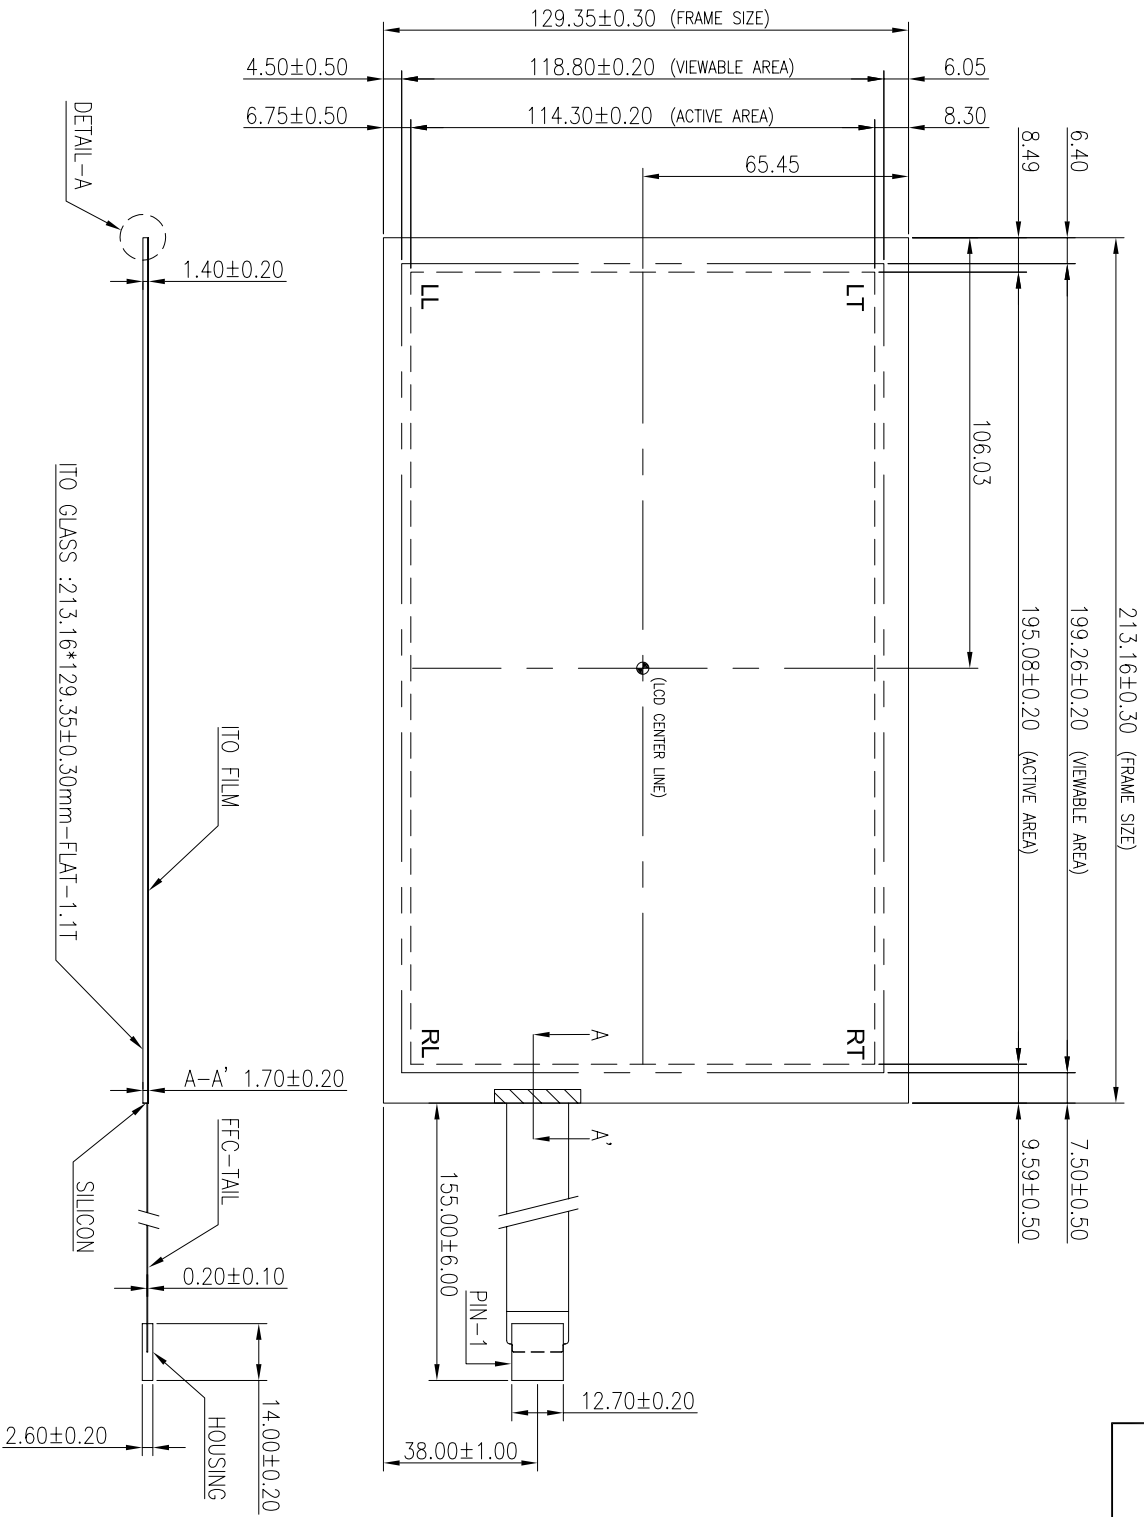 129.35±0.30 (FRAME SIZE)
4.50±0.50
118.80±0.20 (VIEWABLE AREA)
6.05
6.75±0.50
114.30±0.20 (ACTIVE AREA)
8.30
65.45
6.40
8.49
DETAIL-A
1.40±0.20
LL
LT
106.03
213.16±0.30 (FRAME SIZE)
199.26±0.20 (VIEWABLE AREA)
195.08±0.20 (ACTIVE AREA)
(LCD CENTER LINE)
ITO GLASS :213.16*129.35±0.30mm-FLAT-1.1T
ITO FILM
RL
RT
A
A'
A-A' 1.70±0.20
7.50±0.50
9.59±0.50
155.00±6.00
FFC-TAIL
SILICON
0.20±0.10
PIN-1
12.70±0.20
38.00±1.00
14.00±0.20
HOUSING
2.60±0.20